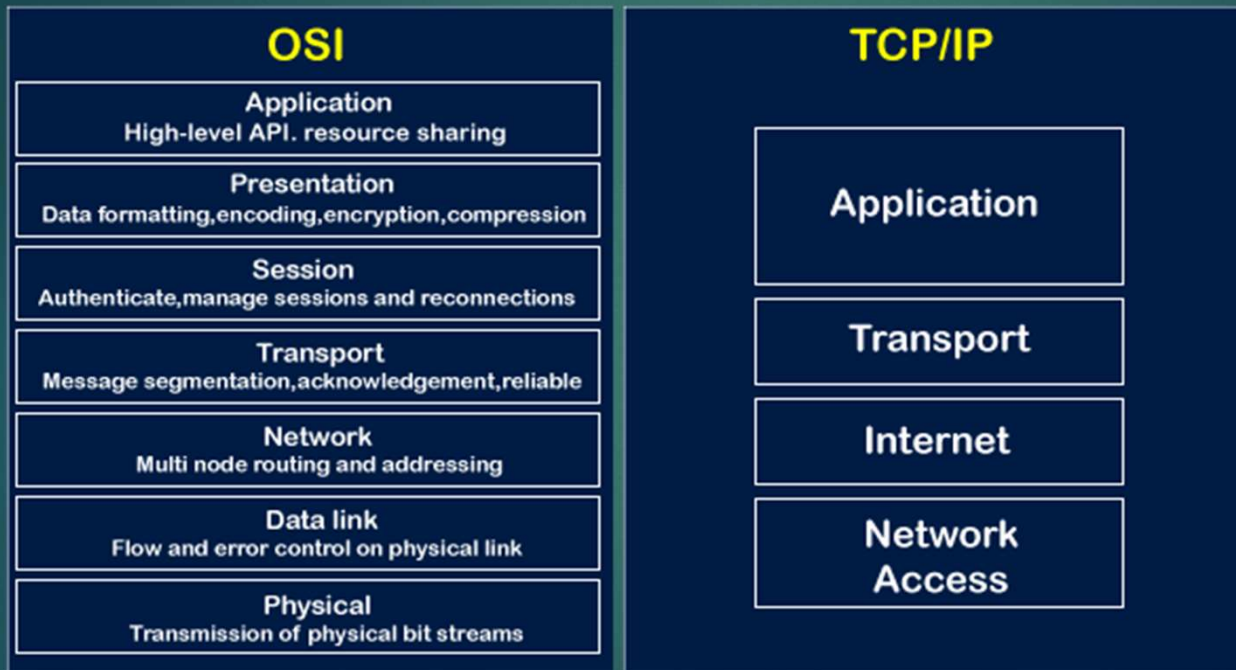 OSI
Application
High-level API. resource sharing
Presentation
Data formatting,encoding,encryption,compression
Session
Authenticate,manage sessions and reconnections
Transport
Message segmentation,acknowledgement,reliable
Network
Multi node routing and addressing
Data link
Flow and error control on physical link
Physical
Transmission of physical bit streams
TCP/IP
Application
Transport
Internet
Network
Access